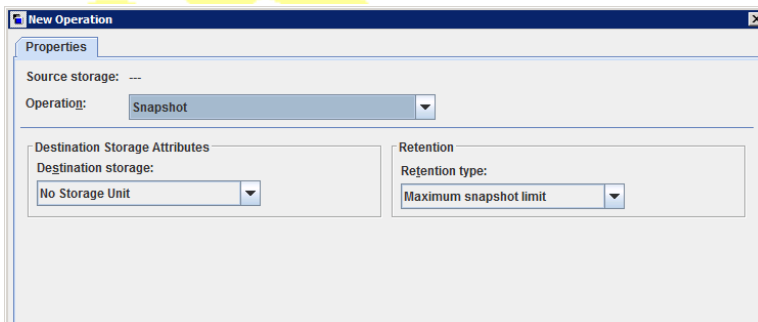 New Operation
Properties
Source storage: ---
Operation: Snapshot
Destination Storage Attributes
Destination storage:
No Storage Unit
Retention
Retention type:
Maximum snapshot limit